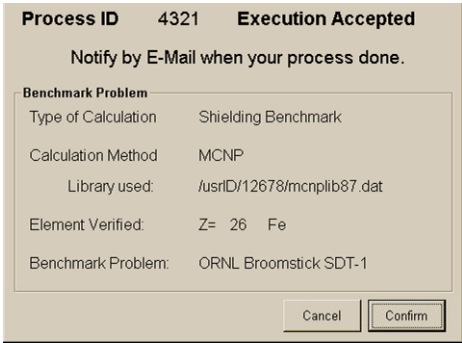 Process ID 4321 Execution Accepted
Notify by E-Mail when your process done.
Benchmark Problem
Type of Calculation Shielding Benchmark
Calculation Method MCNP
Library used: /usrID/12678/mcnplib87.dat
Element Verified: Z= 26 Fe
Benchmark Problem: ORNL Broomstick SDT-1
Cancel Confirm